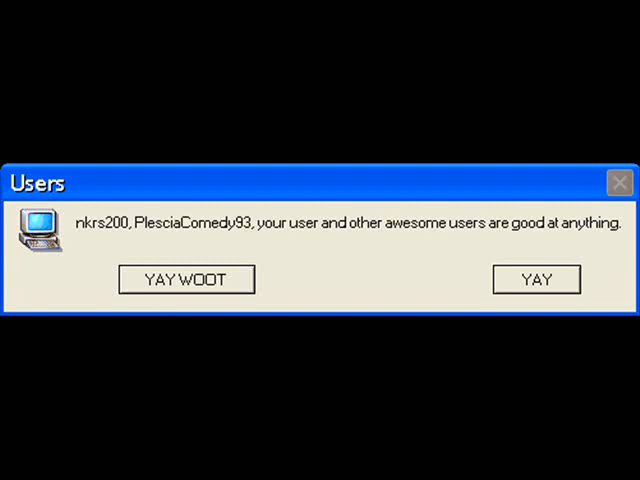 Users
nkrs200, PlesciaComedy93, your user and other awesome users are good at anything.
YAY WOOT
YAY